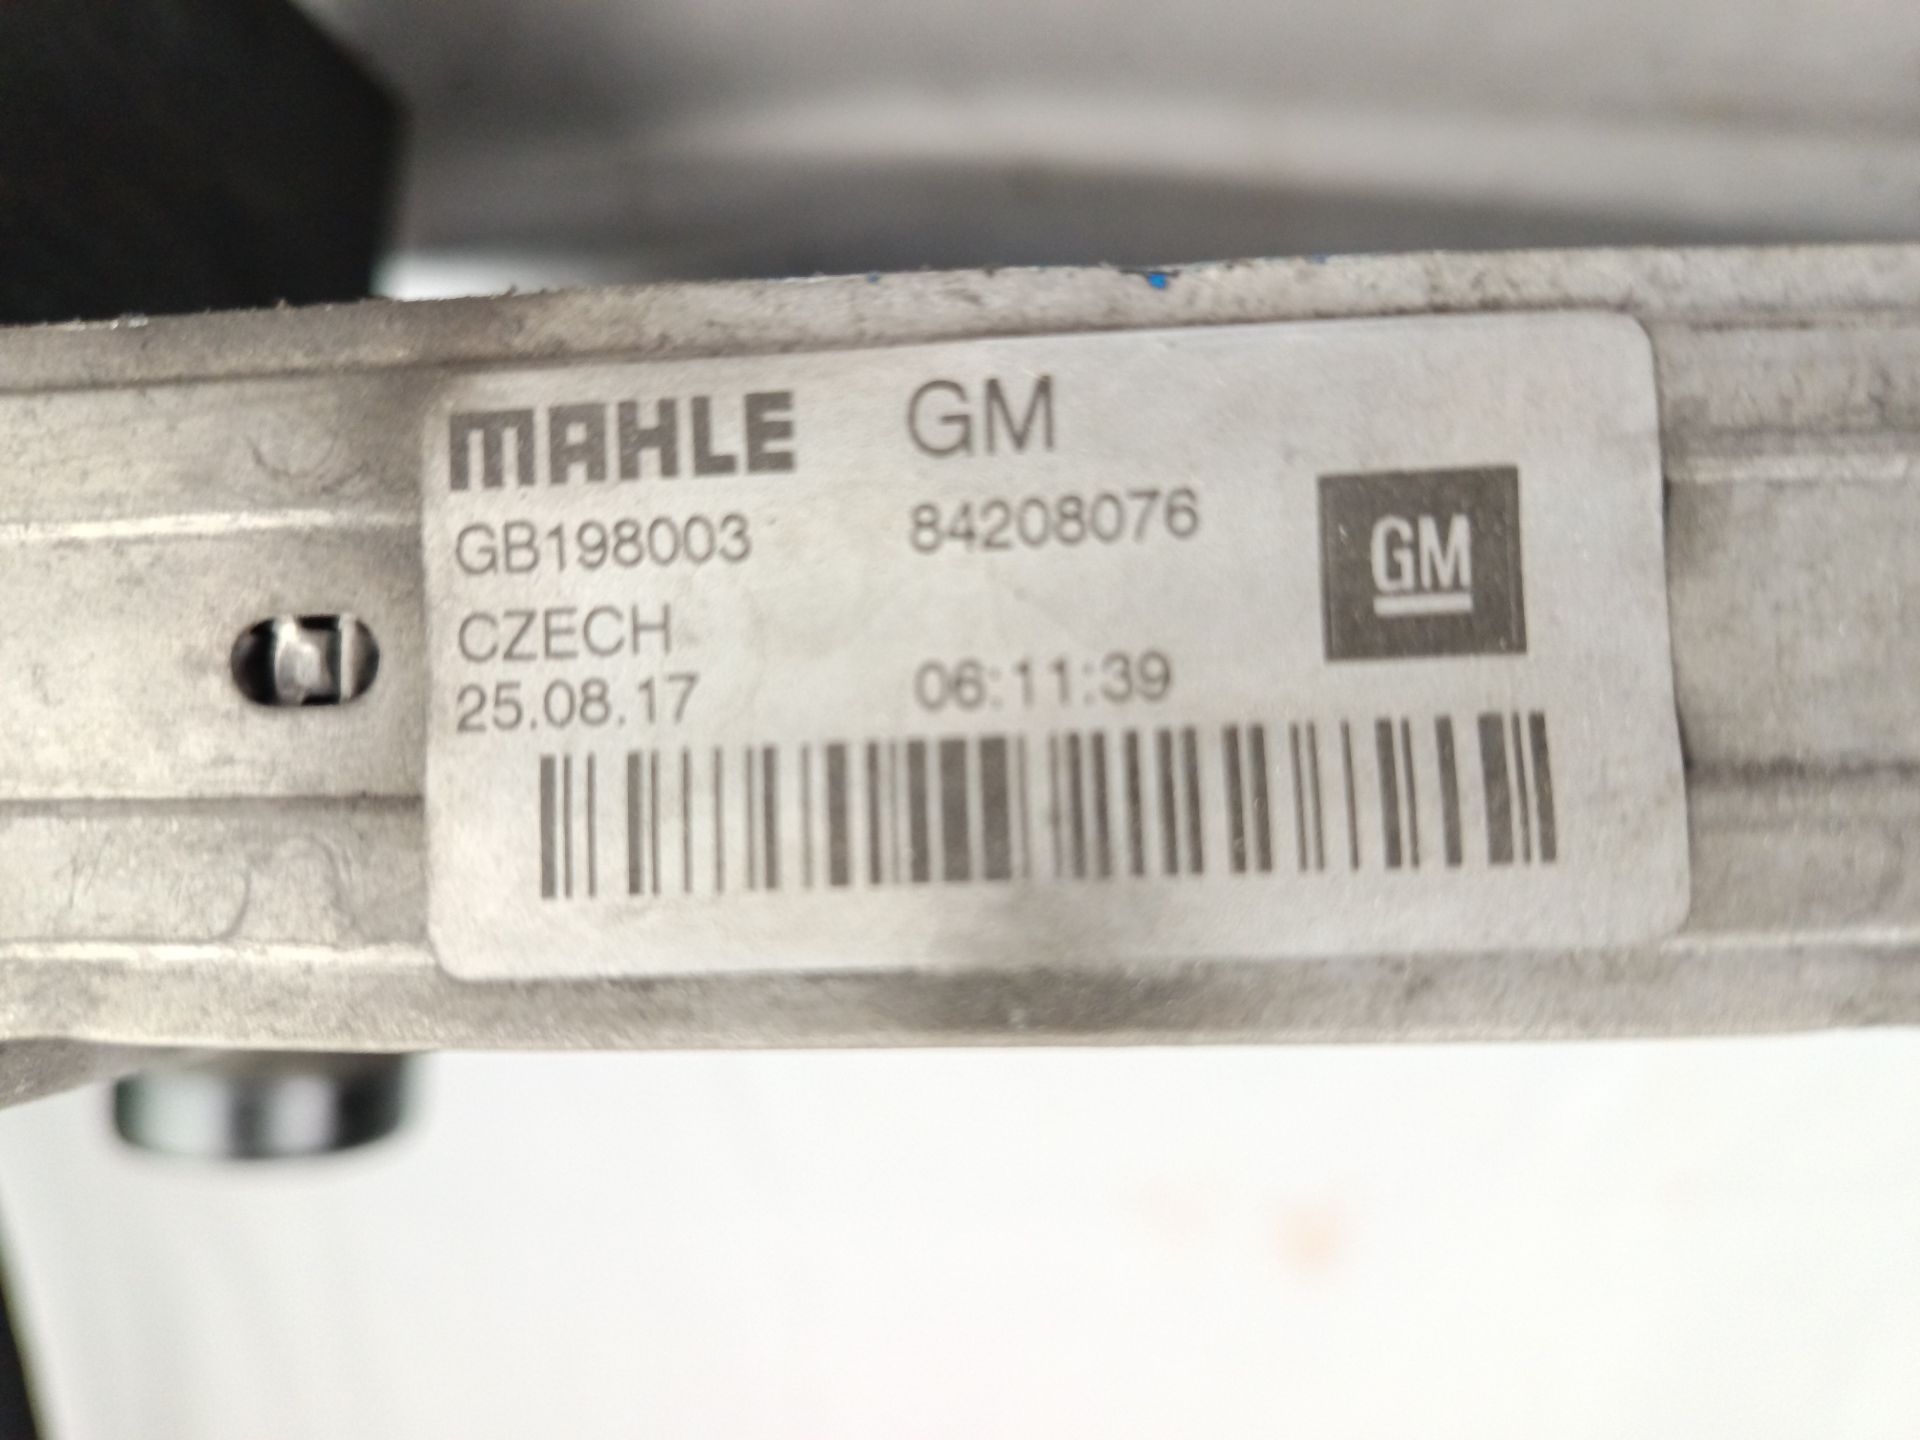 MAHLE GM
GB198003 84208076
GM
CZECH
25.08.17 06:11:39